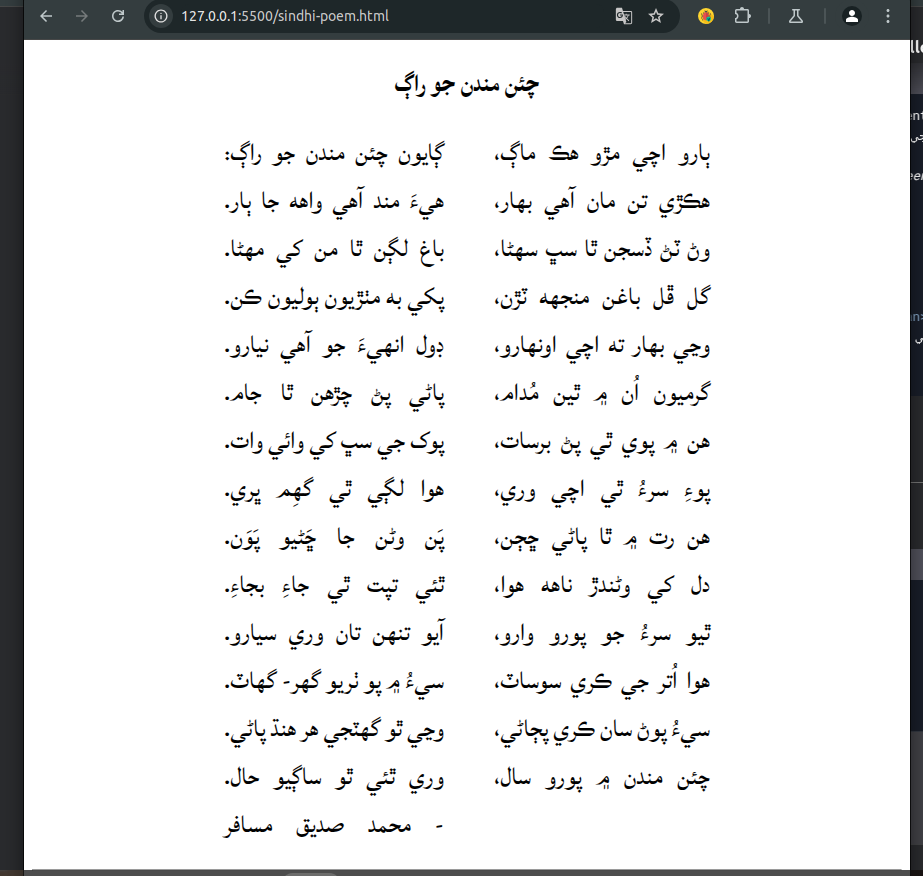 127.0.0.1:5500/sindhi-poem.html
چئن مندن جو راڳ
ٻارو اچي مڙو هڪ ماڳ، ڳايون چئن مندن جو راڳ:
هڪڙي تن مان آهي بهار، هيءَ مند آهي واهه جا ٻار.
وڻ ٽڻ ڏسجن ٿا سڀ سهڻا، باغ لڳن ٿا من کي مهڻا.
گل ڦل باغن منجهه ٽڙن، پکي به مٺڙيون ٻوليون ڪن.
وڃي بهار ته اچي اونهارو، ڊول انهيءَ جو آهي نيارو.
گرميون اُن ۾ ٿين مُدام، پاڻي پڻ چڙهن ٿا جام.
هن ۾ پوي ٿي پڻ برسات، پوک جي سڀ کي وائي وات.
پوءِ سرءُ ٿي اچي وري، هوا لڳي ٿي گهِم ڀري.
هن رت ۾ ٿا پاڻي ڇڄن، پَن وڻن جا ڇَڻيو پَوَن.
دل کي وڻندڙ ناهه هوا، ٿئي تپت ٿي جاءِ بجاءِ.
ٿيو سرءُ جو پورو وارو، آيو تنهن تان وري سيارو.
هوا اُتر جي ڪري سوساٽ، سيءُ ۾ پو ٺريو گهر- گهاٽ.
سيءُ پوڻ سان ڪري پڄاڻي، وڃي ٿو گهٽجي هر هنڌ پاڻي.
چئن مندن ۾ پورو سال، وري ٿئي ٿو ساڳيو حال.
- محمد صديق مسافر